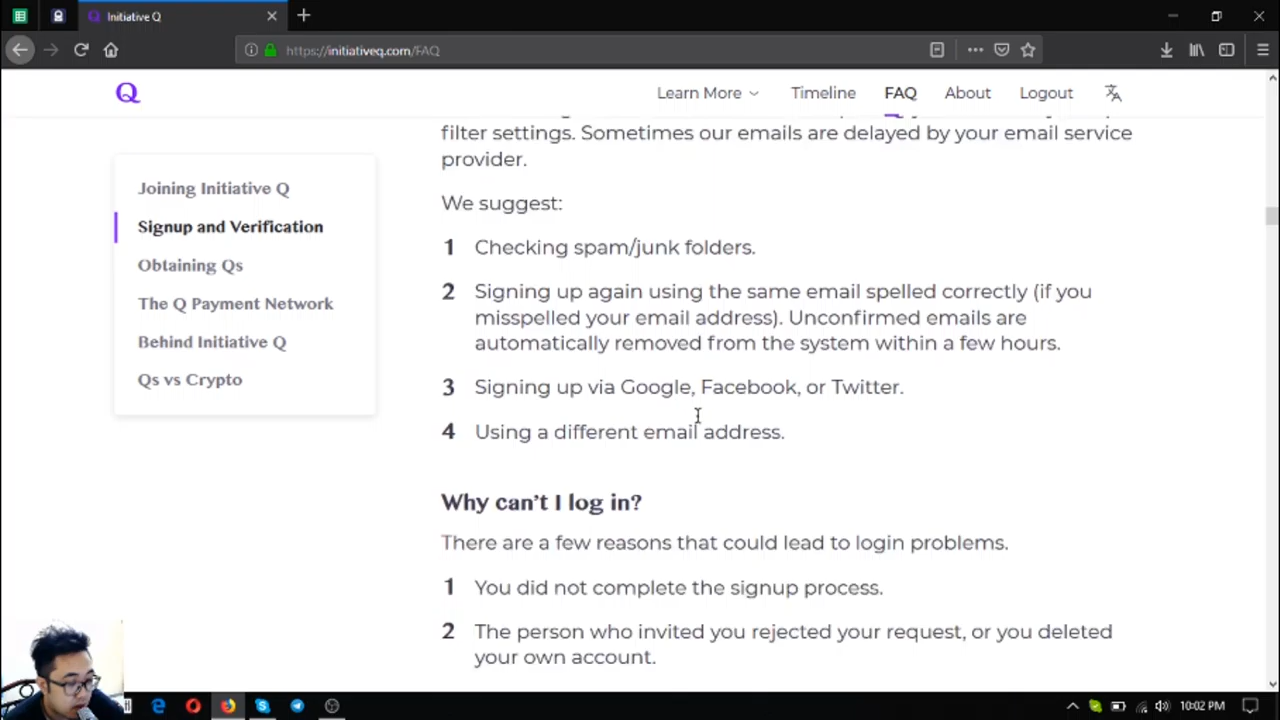 Initiative Q
https://initiativeq.com/FAQ
Q
Learn More
Timeline
FAQ
About
Logout
filter settings. Sometimes our emails are delayed by your email service
provider.
Joining Initiative Q
Signup and Verification
Obtaining Qs
The Q Payment Network
Behind Initiative Q
Qs vs Crypto
We suggest:
1 Checking spam/junk folders.
2 Signing up again using the same email spelled correctly (if you
misspelled your email address). Unconfirmed emails are
automatically removed from the system within a few hours.
3 Signing up via Google, Facebook, or Twitter.
4 Using a different email address.
Why can't I log in?
There are a few reasons that could lead to login problems.
1 You did not complete the signup process.
2 The person who invited you rejected your request, or you deleted
your own account.
10:02 PM